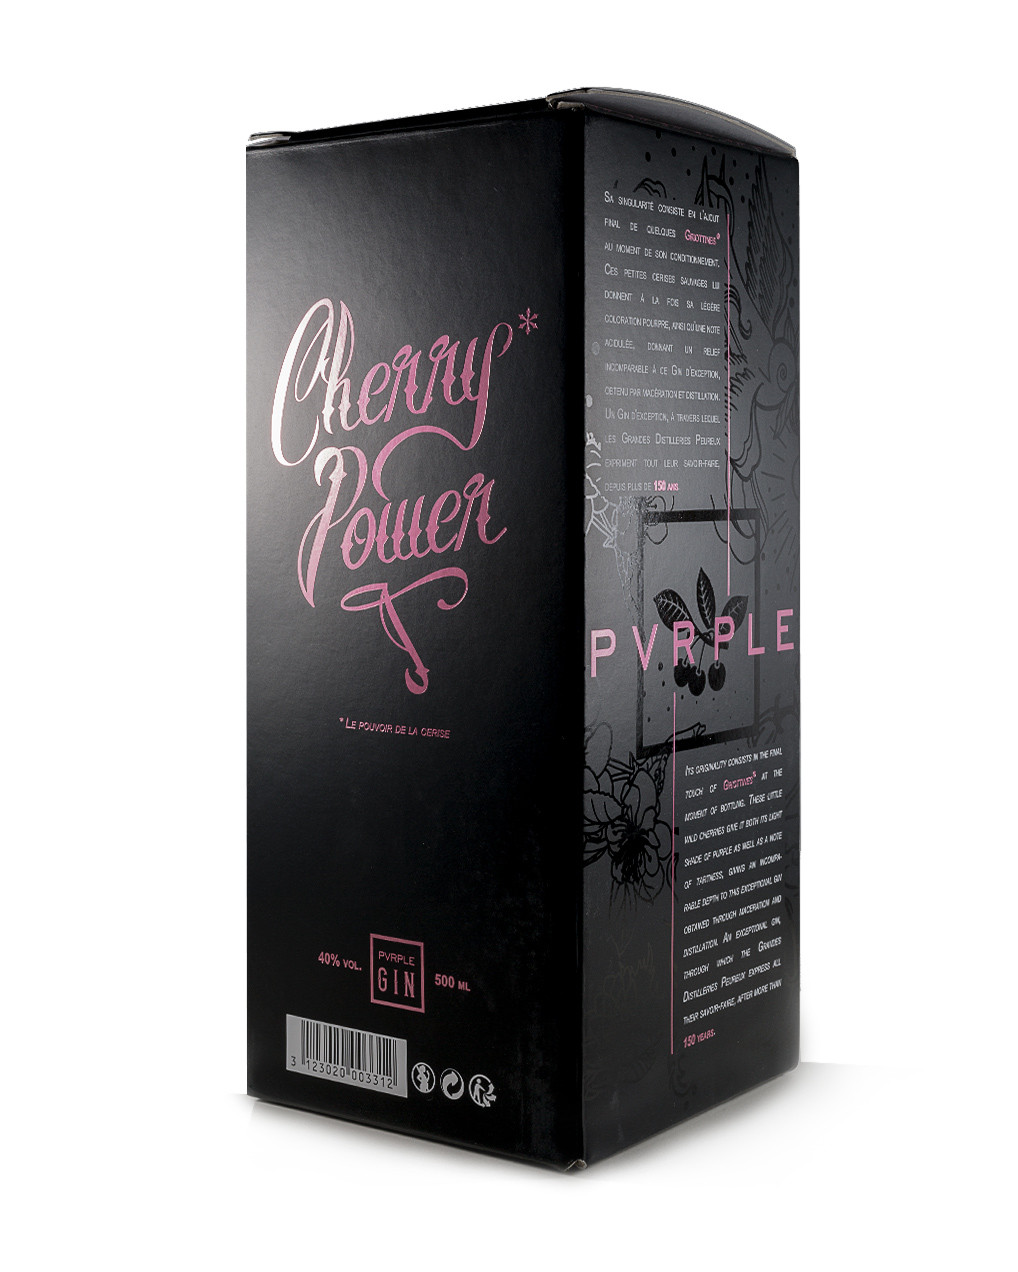 Cherry*
Power
* LE POUVOIR DE LA CERISE
40% VOL.
PVRPLE
GIN
500 ML
3 123020 003312
SA SINGULARITÉ CONSISTE EN L'AJOUT
FINAL DE QUELQUES GRIOTTINES®
AU MOMENT DE SON CONDITIONNEMENT.
CES PETITES CERISES SAUVAGES LUI
DONNENT À LA FOIS SA LÉGÈRE
COLORATION POURPRE, AINSI QU'UNE NOTE
ACIDULÉE, DONNANT UN RELIEF
INCOMPARABLE À CE GIN D'EXCEPTION,
OBTENU PAR MACÉRATION ET DISTILLATION.
UN GIN D'EXCEPTION, À TRAVERS LEQUEL
LES GRANDES DISTILLERIES PEUREUX
EXPRIMENT TOUT LEUR SAVOIR-FAIRE,
DEPUIS PLUS DE 150 ANS.
PVRPLE
ITS ORIGINALITY CONSISTS IN THE FINAL
TOUCH OF GRIOTTINES® AT THE
MOMENT OF BOTTLING. THESE LITTLE
WILD CHERRIES GIVE IT BOTH ITS LIGHT
SHADE OF PURPLE AS WELL AS A NOTE
OF TARTNESS, GIVING AN INCOMPA-
RABLE DEPTH TO THIS EXCEPTIONAL GIN
OBTAINED THROUGH MACERATION AND
DISTILLATION. AN EXCEPTIONAL GIN,
THROUGH WHICH THE GRANDES
DISTILLERIES PEUREUX EXPRESS ALL
THEIR SAVOIR-FAIRE, AFTER MORE THAN
150 YEARS.